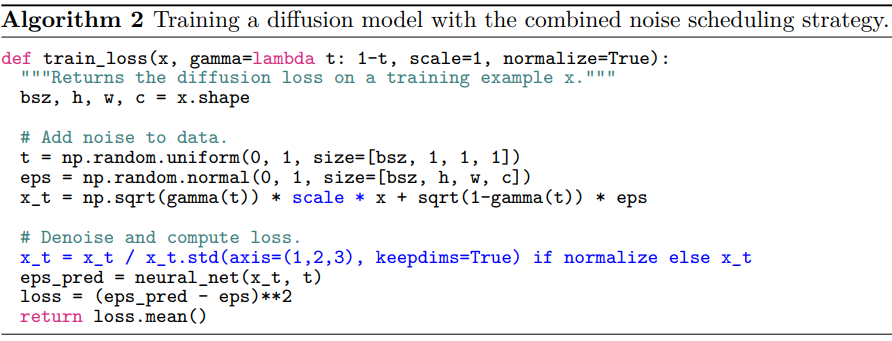 Algorithm 2 Training a diffusion model with the combined noise scheduling strategy.
def train_loss(x, gamma=lambda t: 1-t, scale=1, normalize=True):
  """Returns the diffusion loss on a training example x."""
  bsz, h, w, c = x.shape

  # Add noise to data.
  t = np.random.uniform(0, 1, size=[bsz, 1, 1, 1])
  eps = np.random.normal(0, 1, size=[bsz, h, w, c])
  x_t = np.sqrt(gamma(t)) * scale * x + sqrt(1-gamma(t)) * eps

  # Denoise and compute loss.
  x_t = x_t / x_t.std(axis=(1,2,3), keepdims=True) if normalize else x_t
  eps_pred = neural_net(x_t, t)
  loss = (eps_pred - eps)**2
  return loss.mean()